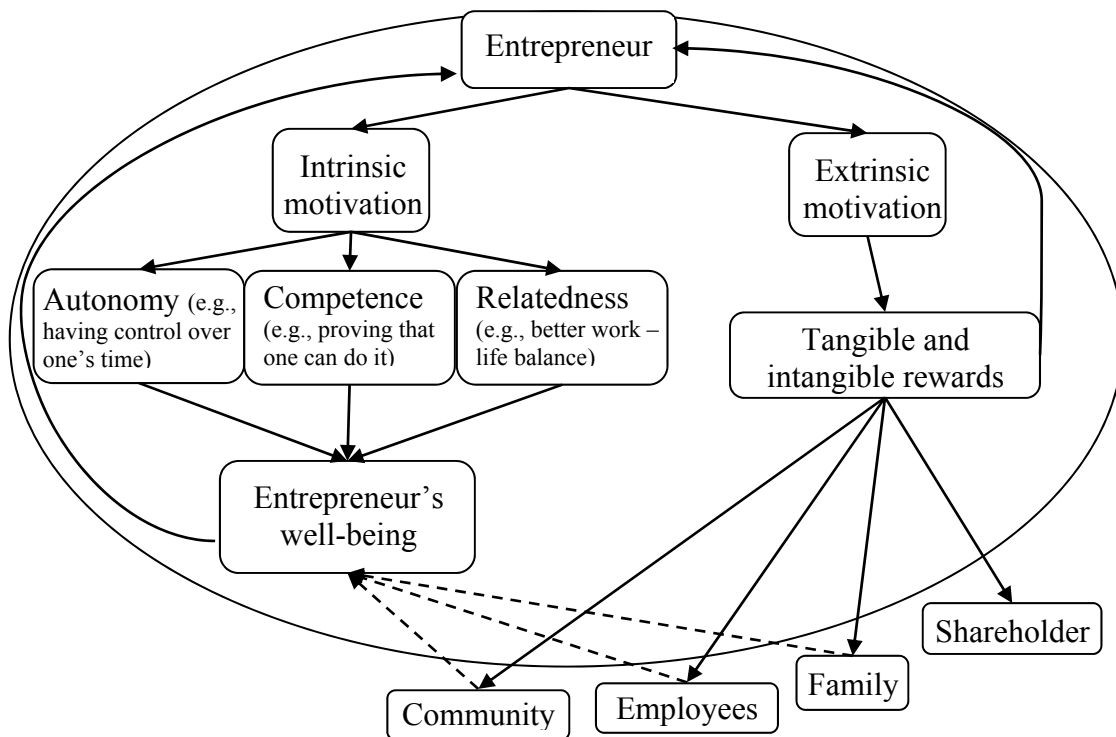 Entrepreneur
Intrinsic
motivation
Extrinsic
motivation
Autonomy (e.g.,
having control over
one’s time)
Competence
(e.g., proving that
one can do it)
Relatedness
(e.g., better work –
life balance)
Tangible and
intangible rewards
Entrepreneur’s
well-being
Shareholder
Family
Employees
Community